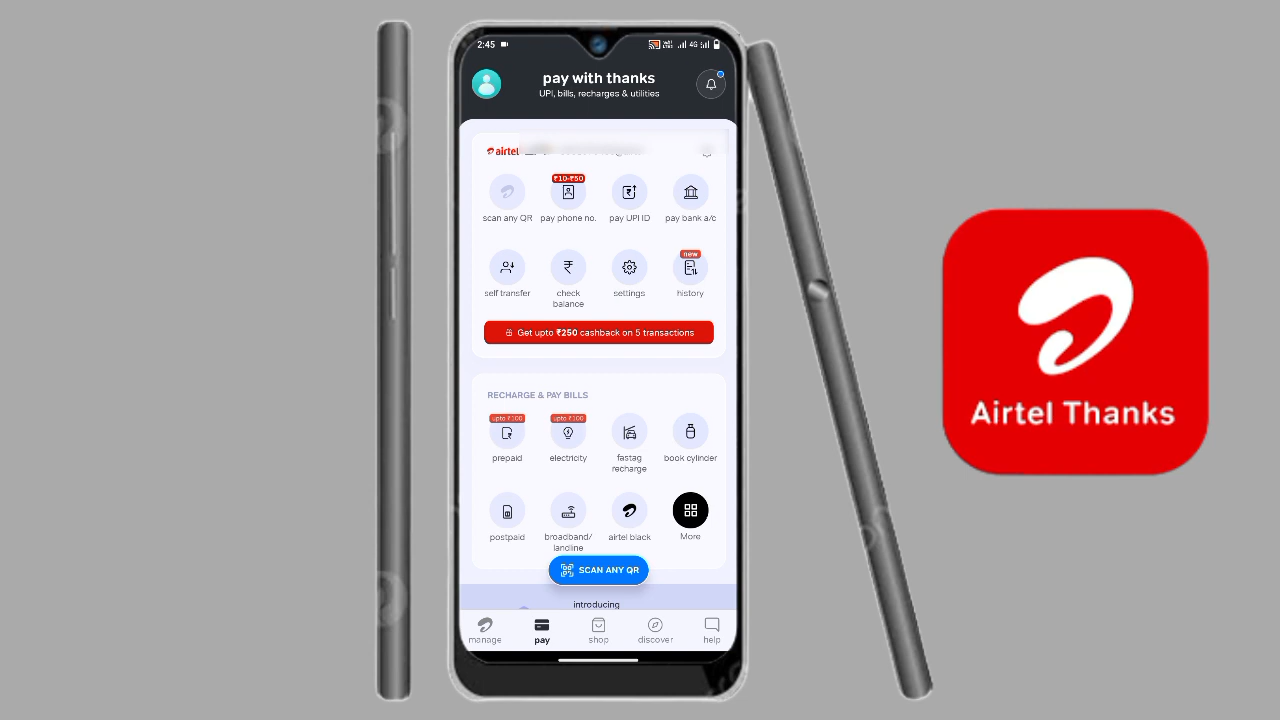 2:45
4G
pay with thanks
UPI, bills, recharges & utilities
airtel
₹10-₹50
scan any QR
pay phone no.
pay UPI ID
pay bank a/c
new
self transfer
check
balance
settings
history
Get upto ₹250 cashback on 5 transactions
RECHARGE & PAY BILLS
upto ₹100
upto ₹100
prepaid
electricity
fastag
recharge
book cylinder
postpaid
broadband/
landline
airtel black
More
SCAN ANY QR
introducing
manage
pay
shop
discover
help
Airtel Thanks